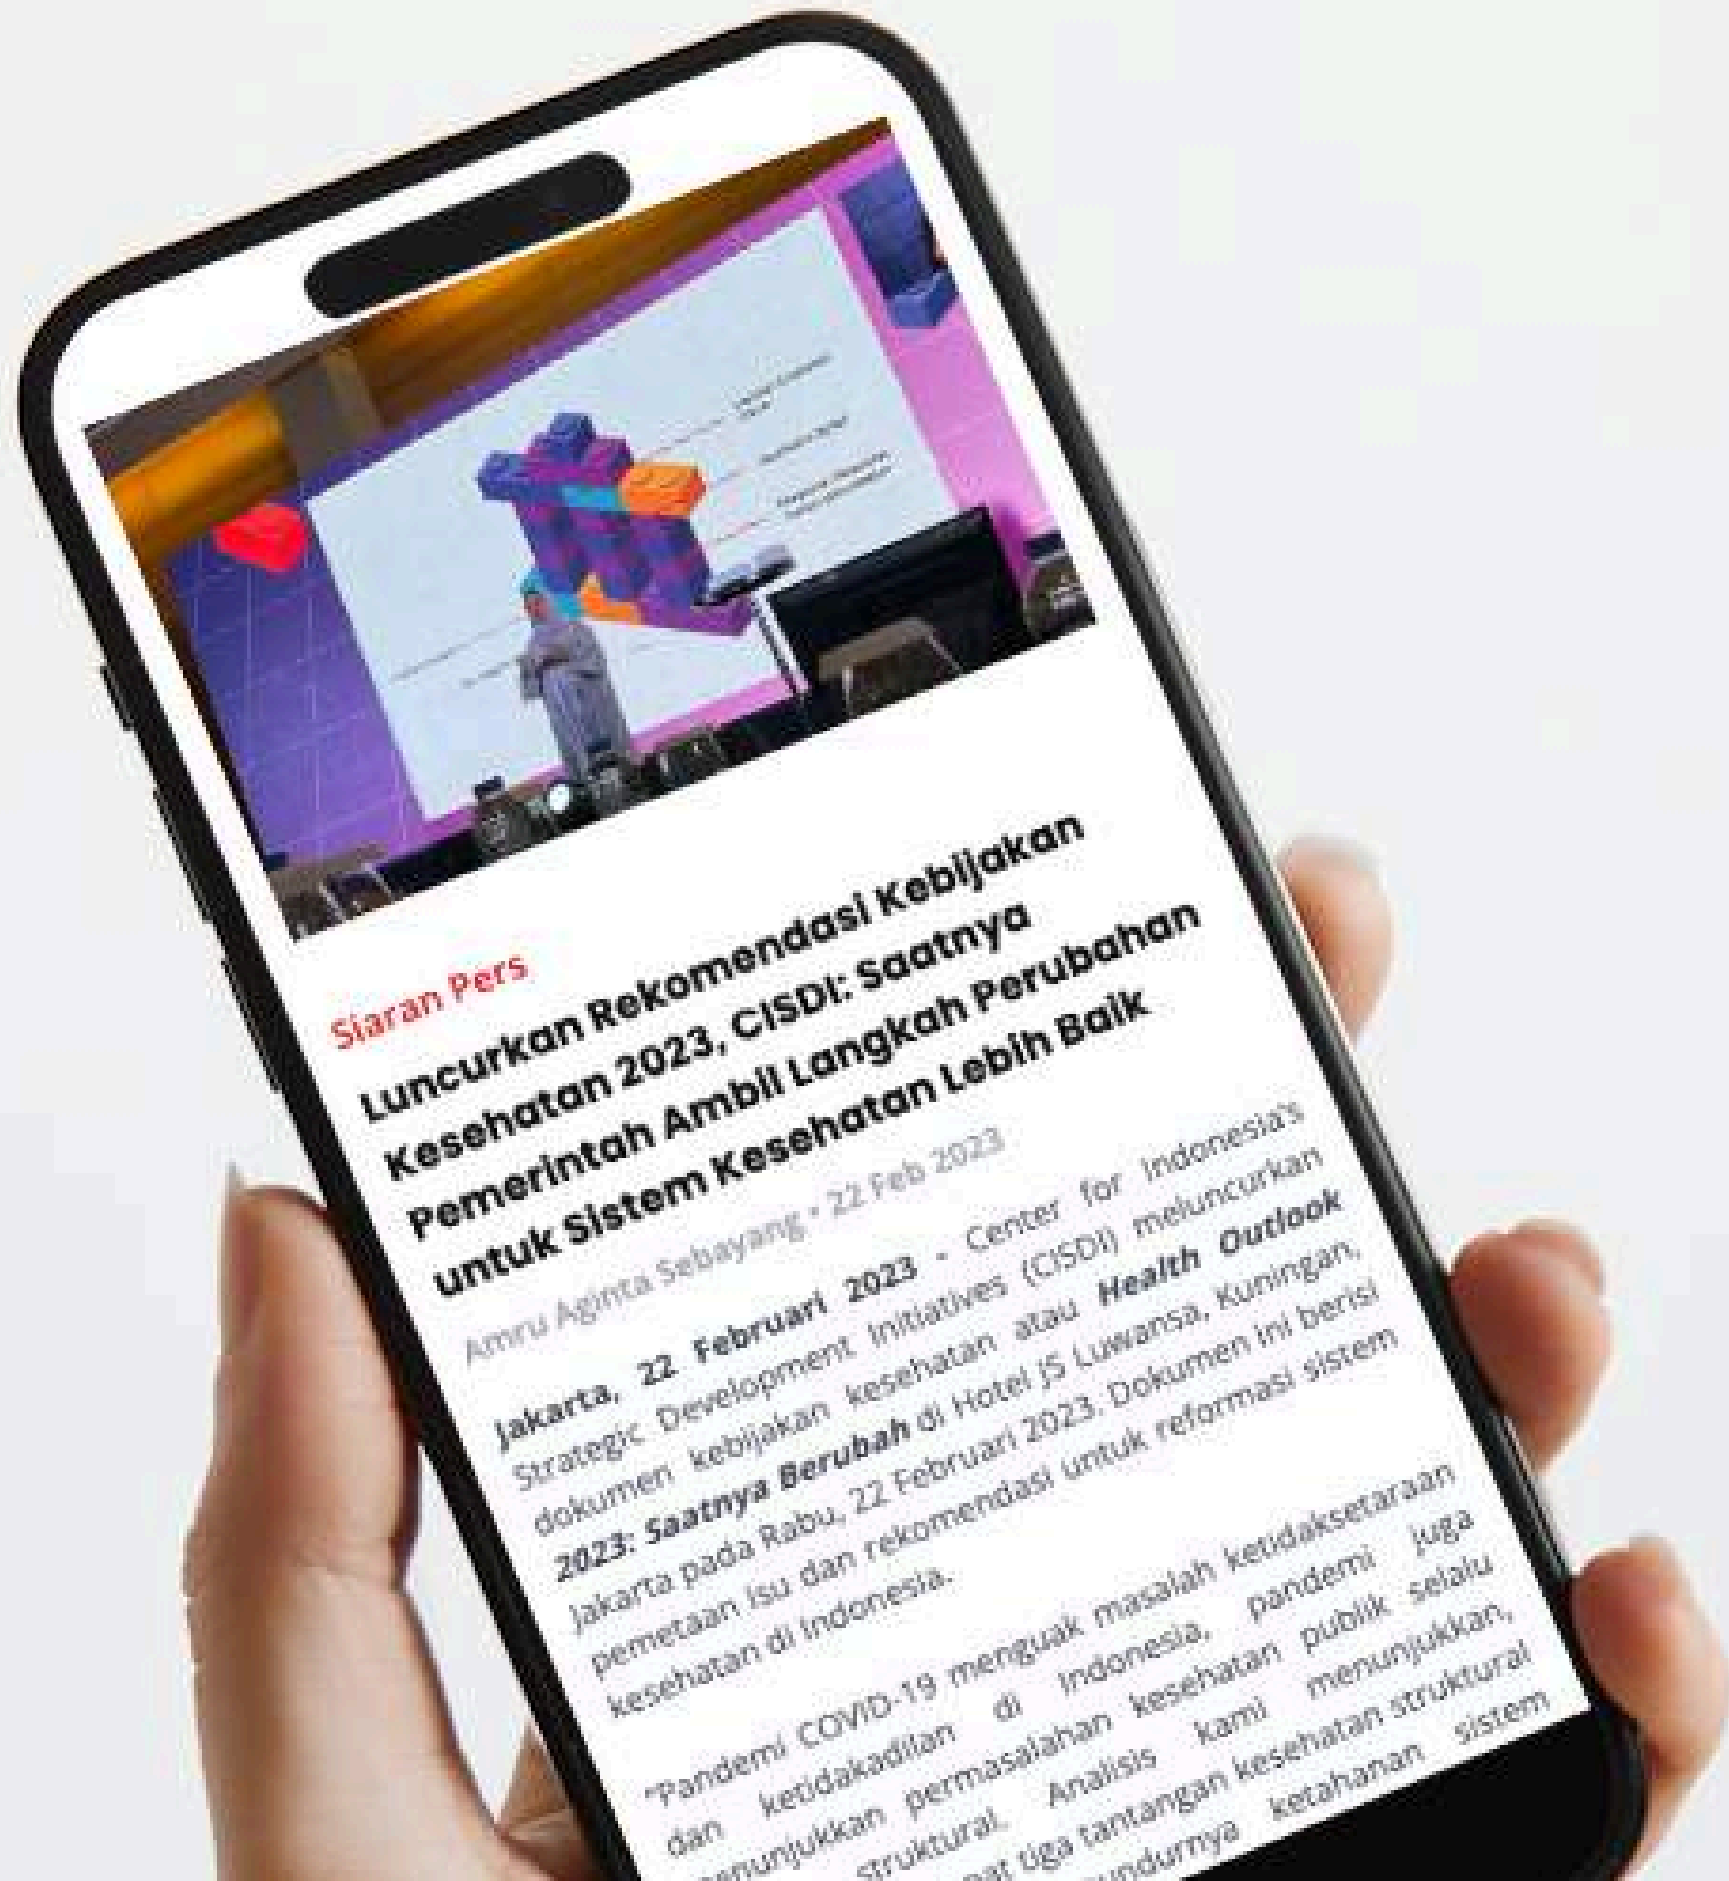 Siaran Pers
Luncurkan Rekomendasi Kebijakan
Kesehatan 2023, CISDI: Saatnya
Pemerintah Ambil Langkah Perubahan
untuk Sistem Kesehatan Lebih Baik
Amru Aginta Sebayang • 22 Feb 2023
Jakarta, 22 Februari 2023 - Center for Indonesia's
Strategic Development Initiatives (CISDI) meluncurkan
dokumen kebijakan kesehatan atau Health Outlook
2023: Saatnya Berubah di Hotel JS Luwansa, Kuningan,
Jakarta pada Rabu, 22 Februari 2023. Dokumen ini berisi
pemetaan isu dan rekomendasi untuk reformasi sistem
kesehatan di Indonesia.
"Pandemi COVID-19 menguak masalah ketidaksetaraan
dan ketidakadilan di Indonesia, pandemi juga
enunjukkan permasalahan kesehatan publik selalu
struktural. Analisis kami menunjukkan,
pat tiga tantangan kesehatan struktural
undurnya ketahanan sistem